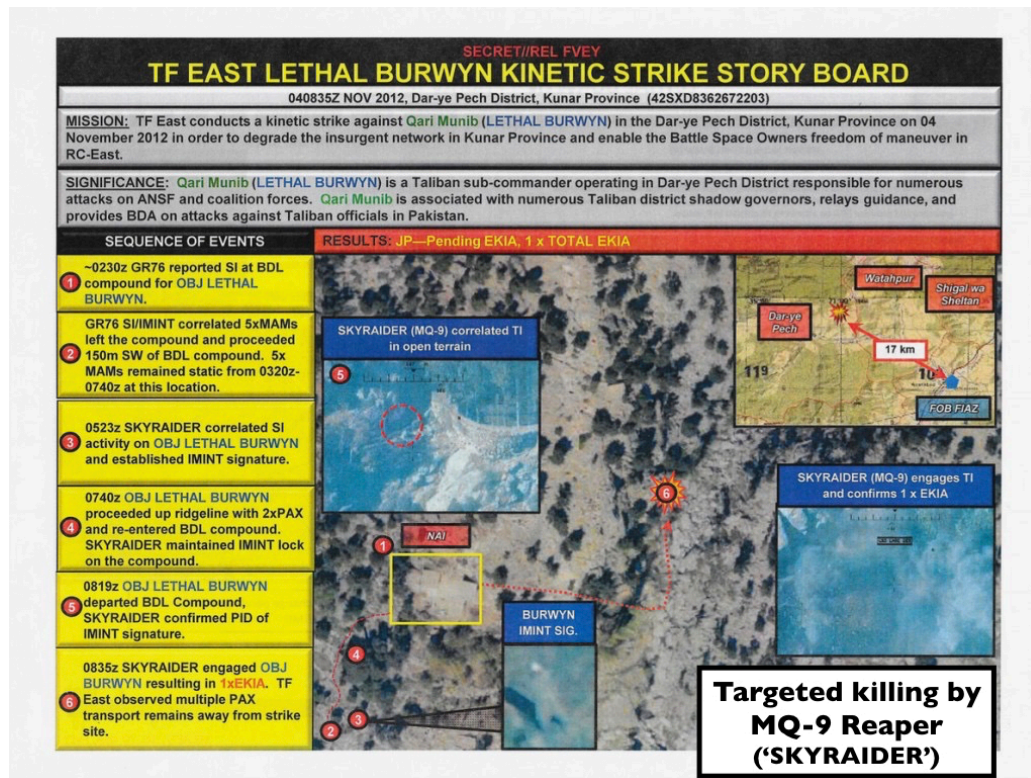 SECRET//REL FVEY
TF EAST LETHAL BURWYN KINETIC STRIKE STORY BOARD
040835Z NOV 2012, Dar-ye Pech District, Kunar Province (42SXD8362672203)
MISSION: TF East conducts a kinetic strike against Qari Munib (LETHAL BURWYN) in the Dar-ye Pech District, Kunar Province on 04
November 2012 in order to degrade the insurgent network in Kunar Province and enable the Battle Space Owners freedom of maneuver in
RC-East.
SIGNIFICANCE: Qari Munib (LETHAL BURWYN) is a Taliban sub-commander operating in Dar-ye Pech District responsible for numerous
attacks on ANSF and coalition forces. Qari Munib is associated with numerous Taliban district shadow governors, relays guidance, and
provides BDA on attacks against Taliban officials in Pakistan.
SEQUENCE OF EVENTS
1
~0230z GR76 reported SI at BDL
compound for OBJ LETHAL
BURWYN.
2
GR76 SI/IMINT correlated 5xMAMs
left the compound and proceeded
150m SW of BDL compound. 5x
MAMs remained static from 0320z-
0740z at this location.
3
0523z SKYRAIDER correlated SI
activity on OBJ LETHAL BURWYN
and established IMINT signature.
4
0740z OBJ LETHAL BURWYN
proceeded up ridgeline with 2xPAX
and re-entered BDL compound.
SKYRAIDER maintained IMINT lock
on the compound.
5
0819z OBJ LETHAL BURWYN
departed BDL Compound,
SKYRAIDER confirmed PID of
IMINT signature.
6
0835z SKYRAIDER engaged OBJ
BURWYN resulting in 1xEKIA. TF
East observed multiple PAX
transport remains away from strike
site.
RESULTS: JP—Pending EKIA, 1 x TOTAL EKIA
SKYRAIDER (MQ-9) correlated TI
in open terrain
5
Watahpur
Shigal wa
Sheltan
Dar-ye
Pech
17 km
119
10
FOB FIAZ
6
SKYRAIDER (MQ-9) engages TI
and confirms 1 x EKIA
1
NAI
BURWYN
IMINT SIG.
4
2
3
Targeted killing by
MQ-9 Reaper
(‘SKYRAIDER’)